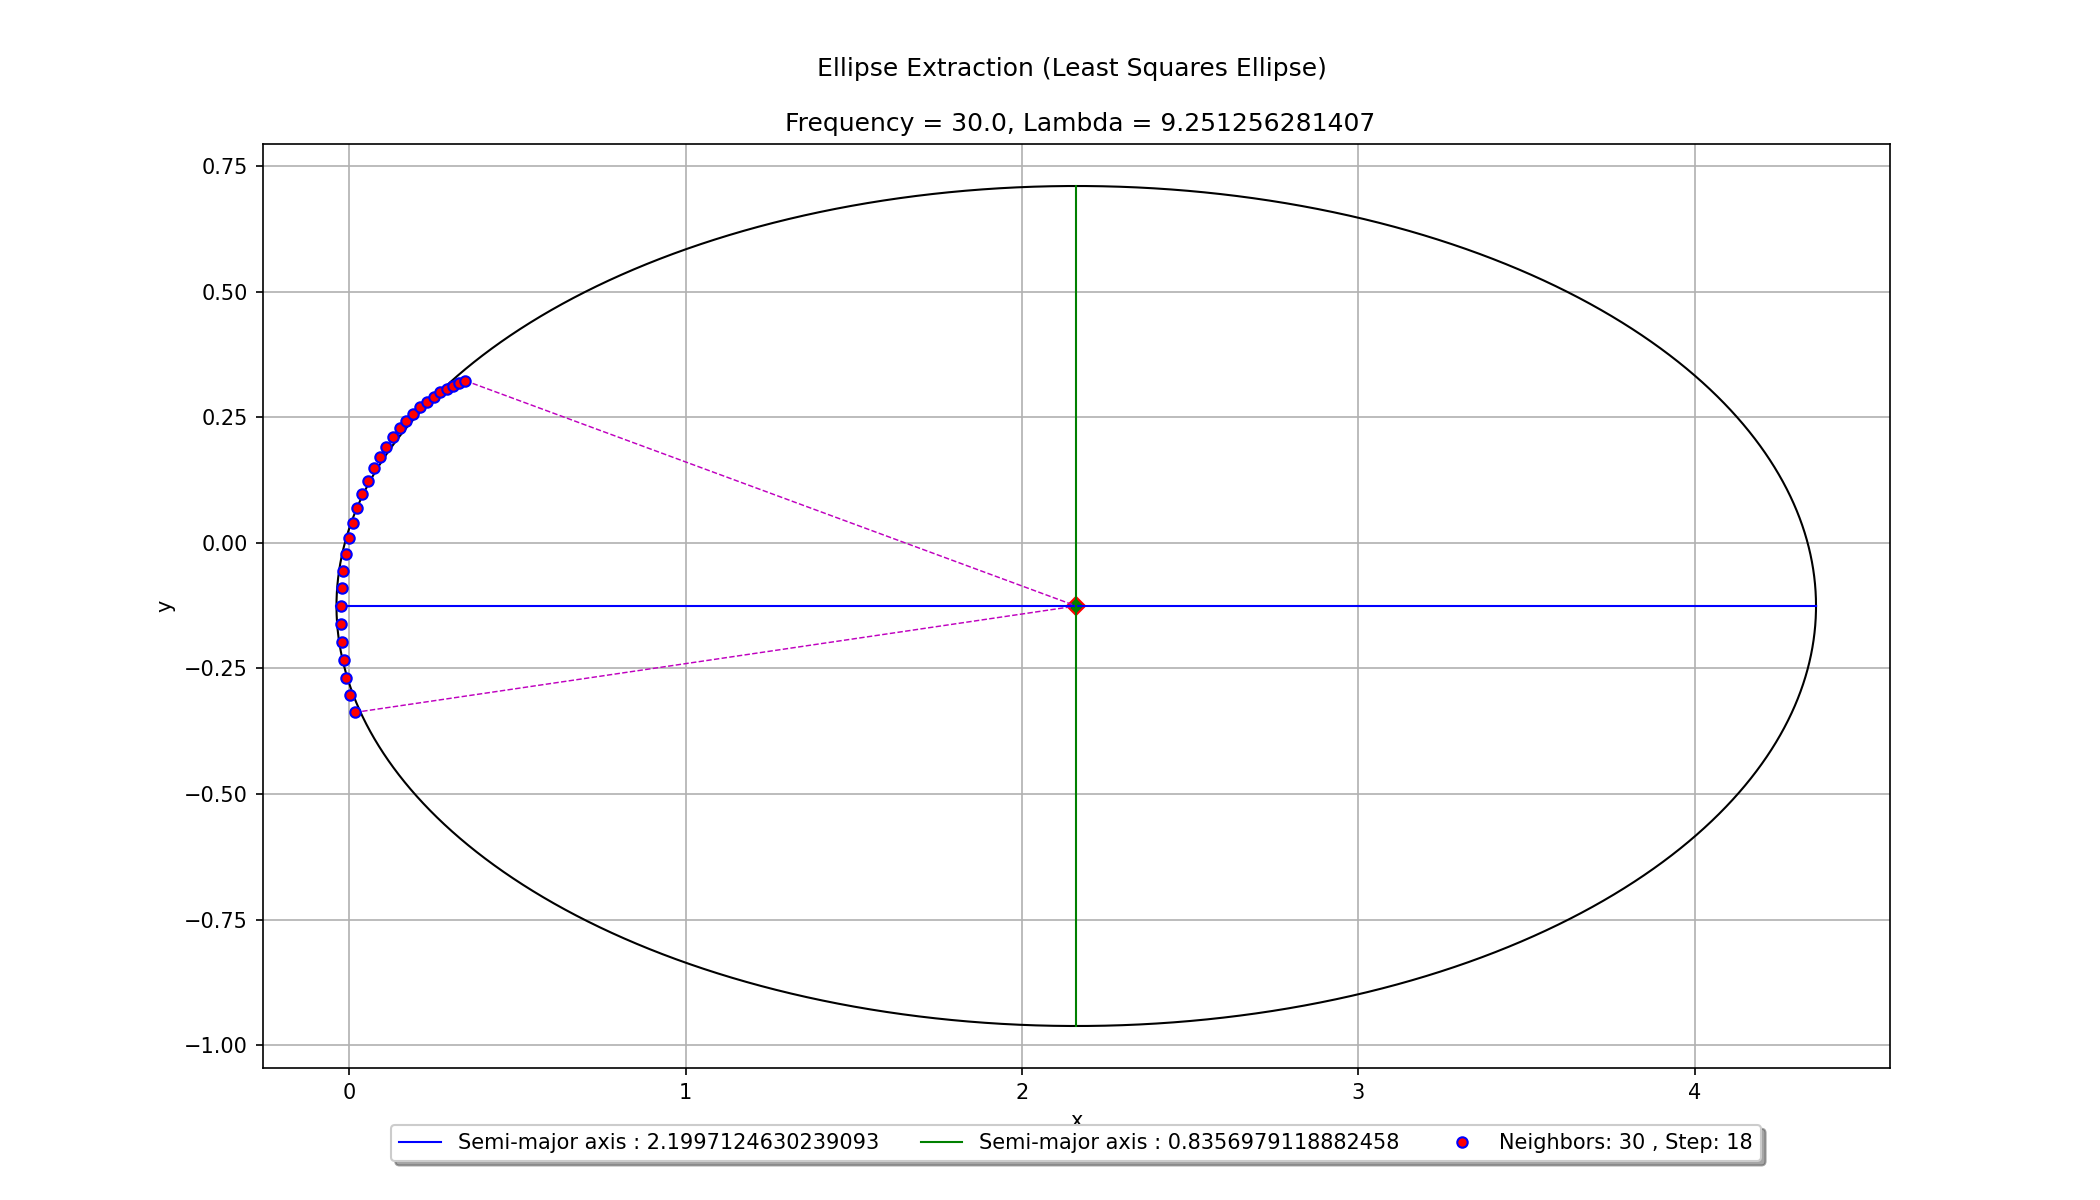 Ellipse Extraction (Least Squares Ellipse)
Frequency = 30.0, Lambda = 9.251256281407
0.75
0.50
0.25
0.00
−0.25
−0.50
−0.75
−1.00
y
0 1 2 3 4
x
Semi-major axis : 2.1997124630239093 Semi-major axis : 0.8356979118882458 Neighbors: 30 , Step: 18